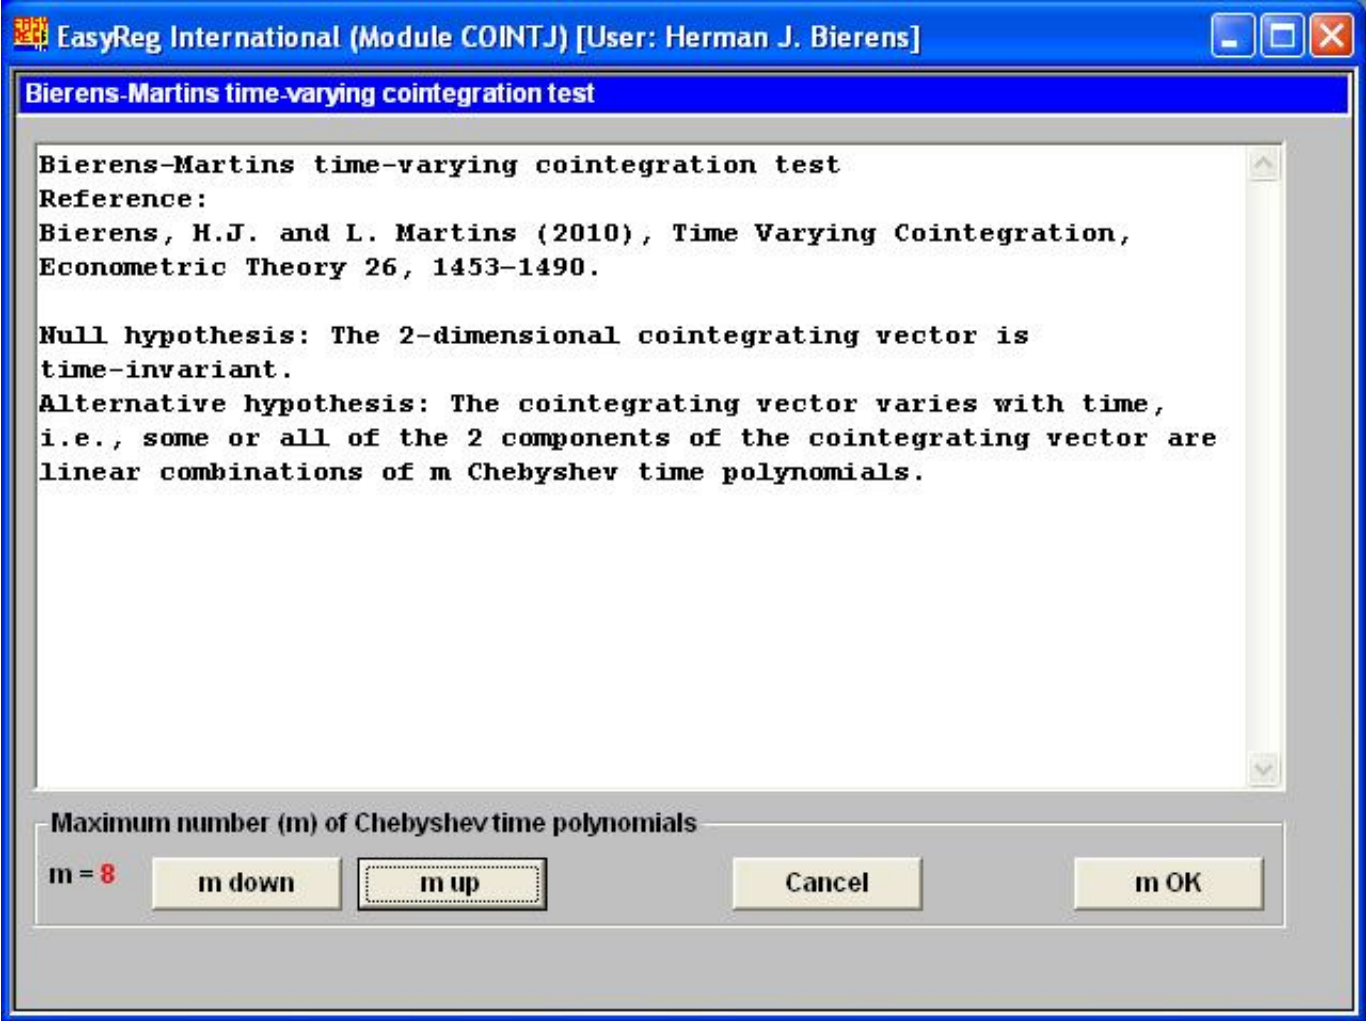 EasyReg International (Module COINTJ) [User: Herman J. Bierens]
Bierens-Martins time-varying cointegration test
Bierens-Martins time-varying cointegration test
Reference:
Bierens, H.J. and L. Martins (2010), Time Varying Cointegration,
Econometric Theory 26, 1453-1490.
Null hypothesis: The 2-dimensional cointegrating vector is
time-invariant.
Alternative hypothesis: The cointegrating vector varies with time,
i.e., some or all of the 2 components of the cointegrating vector are
linear combinations of m Chebyshev time polynomials.
Maximum number (m) of Chebyshev time polynomials
m = 8 m down m up Cancel m OK